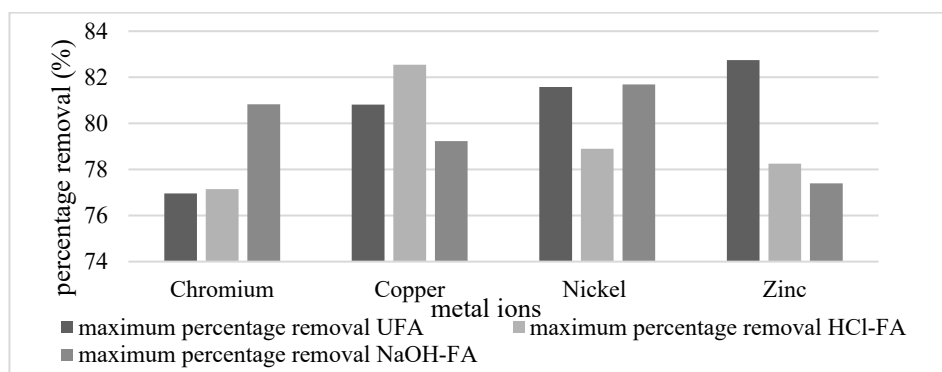 percentage removal (%)
84
82
80
78
76
74
Chromium Copper Nickel Zinc
metal ions
maximum percentage removal UFA maximum percentage removal HCl-FA
maximum percentage removal NaOH-FA